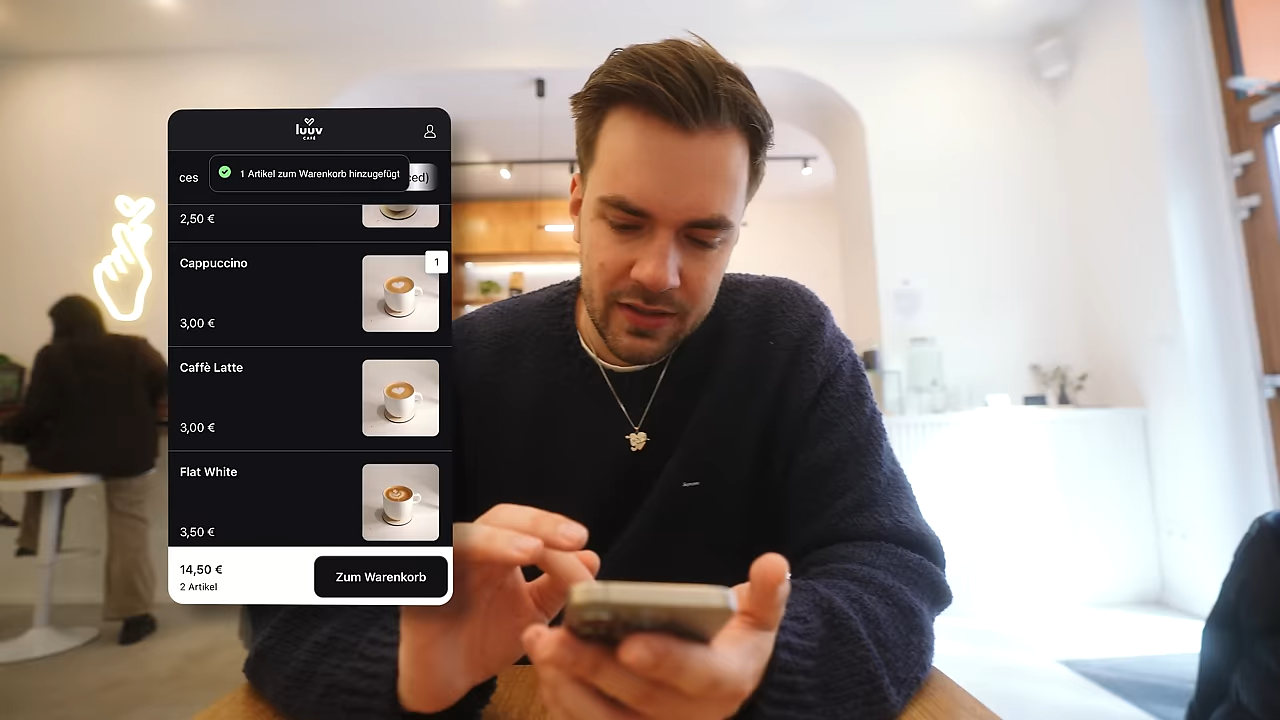 luuv
CAFÉ
ces
1 Artikel zum Warenkorb hinzugefügt
ced)
2,50 €
Cappuccino
1
3,00 €
Caffè Latte
3,00 €
Flat White
3,50 €
14,50 €
2 Artikel
Zum Warenkorb
Supreme